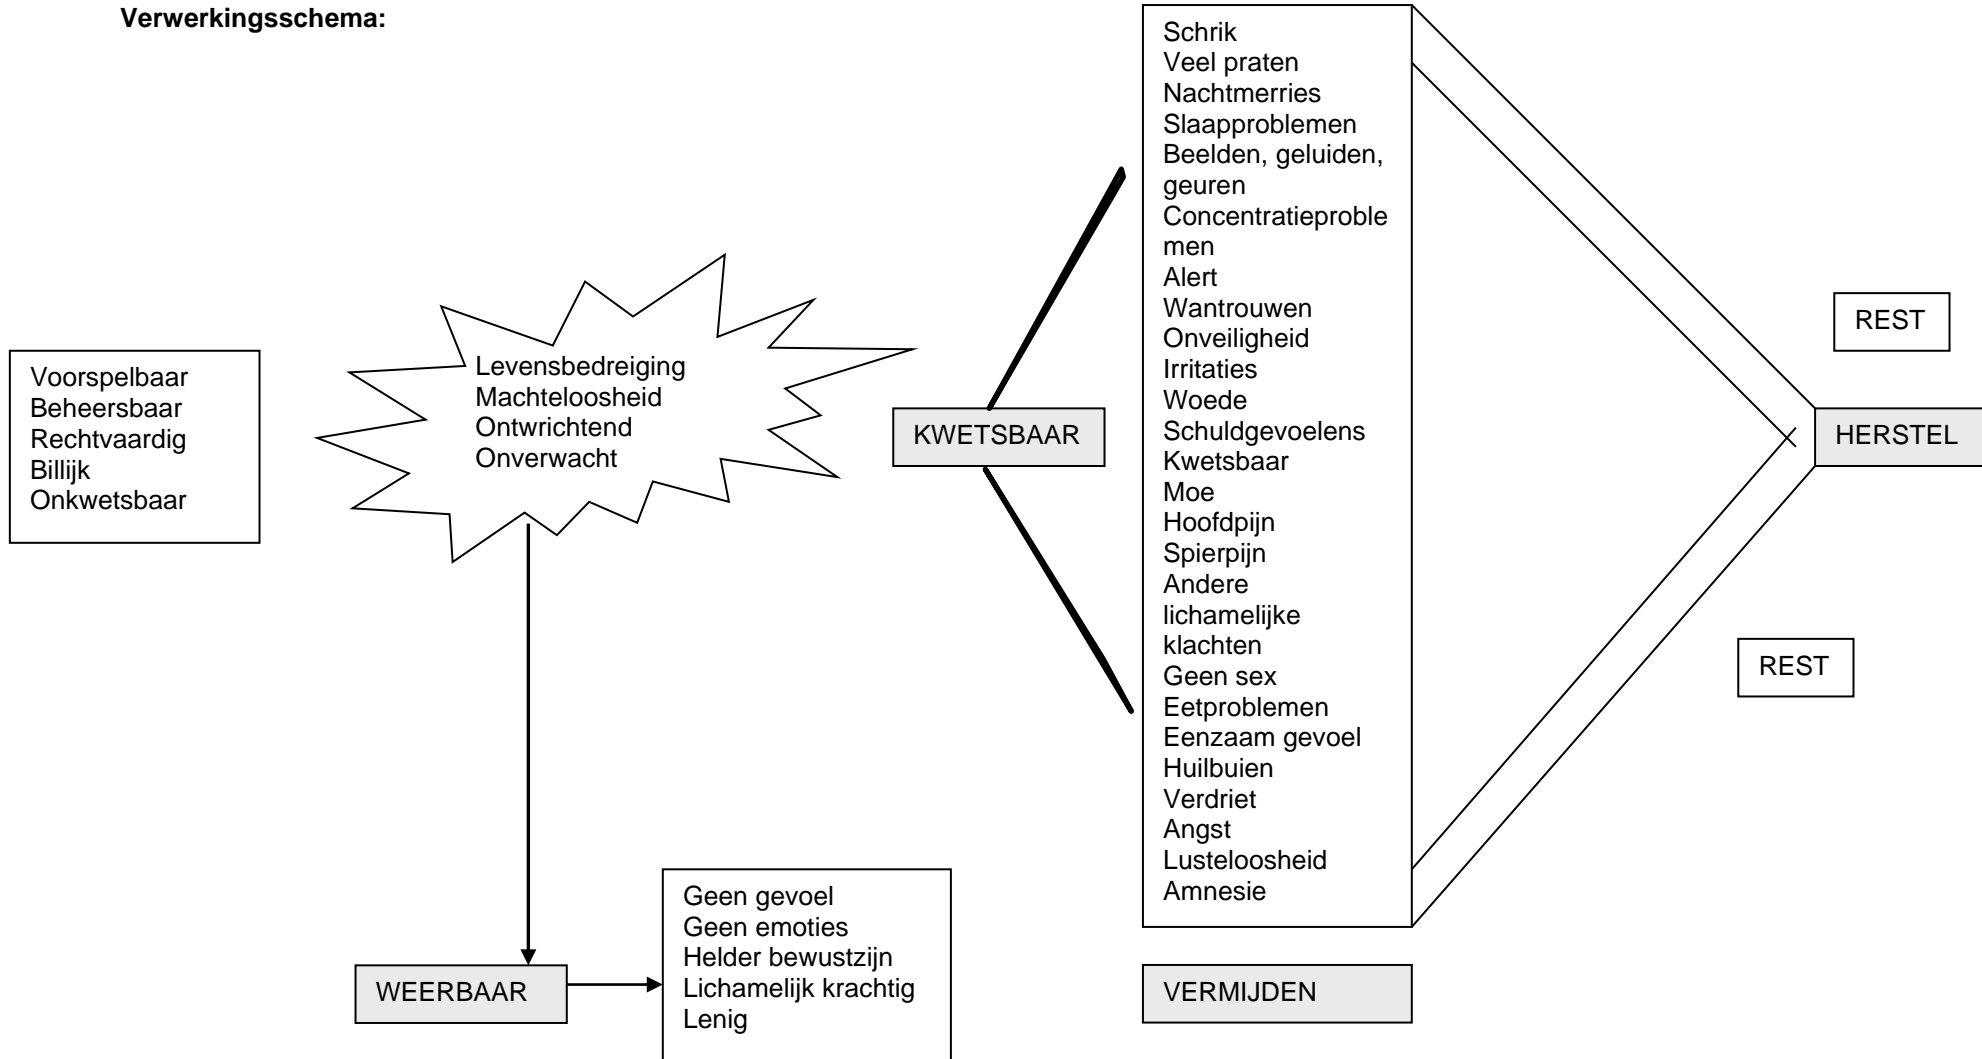 Verwerkingsschema:
Voorspelbaar
Beheersbaar
Rechtvaardig
Billijk
Onkwetsbaar
Levensbedreiging
Machteloosheid
Ontwrichtend
Onverwacht
KWETSBAAR
Schrik
Veel praten
Nachtmerries
Slaapproblemen
Beelden, geluiden,
geuren
Concentratieproble
men
Alert
Wantrouwen
Onveiligheid
Irritaties
Woede
Schuldgevoelens
Kwetsbaar
Moe
Hoofdpijn
Spierpijn
Andere
lichamelijke
klachten
Geen sex
Eetproblemen
Eenzaam gevoel
Huilbuien
Verdriet
Angst
Lusteloosheid
Amnesie
REST
HERSTEL
REST
WEERBAAR
Geen gevoel
Geen emoties
Helder bewustzijn
Lichamelijk krachtig
Lenig
VERMIJDEN